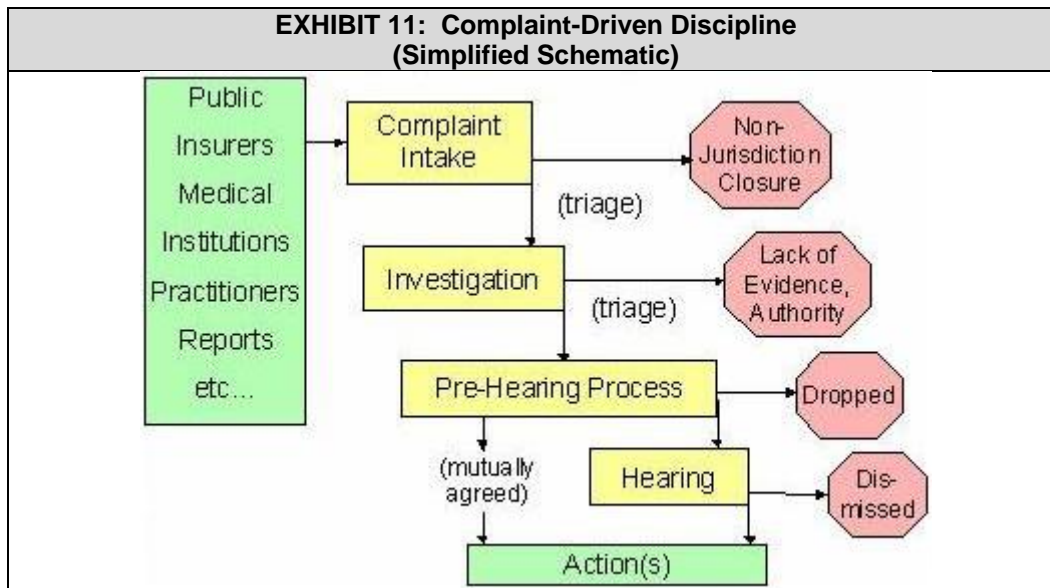 EXHIBIT 11: Complaint-Driven Discipline
(Simplified Schematic)
Public
Insurers
Medical
Institutions
Practitioners
Reports
etc...
Complaint
Intake
Non-
Jurisdiction
Closure
(triage)
Investigation
Lack of
Evidence,
Authority
(triage)
Pre-Hearing Process
Dropped
(mutually
agreed)
Hearing
Dis-
missed
Action(s)